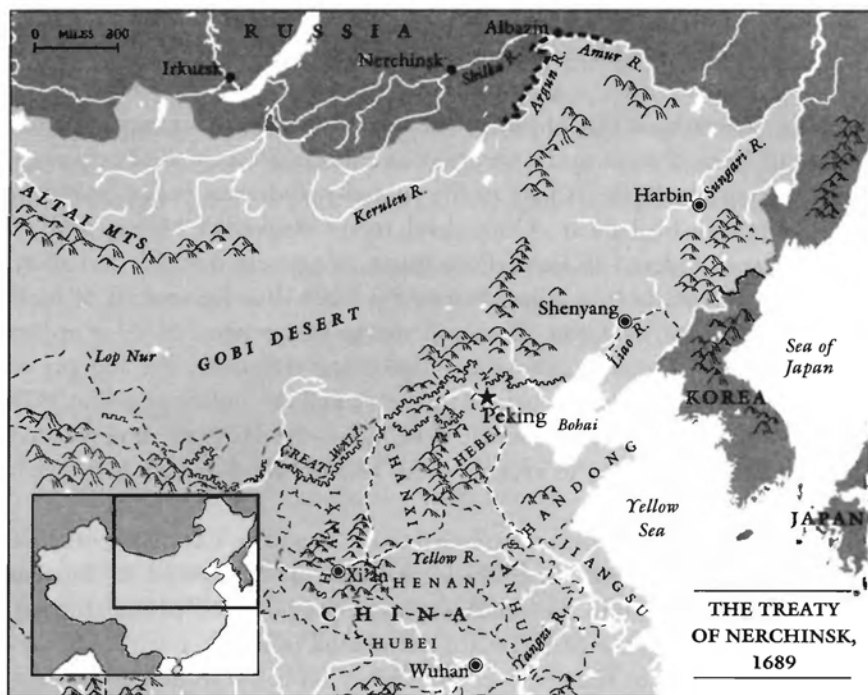 RUSSIA
0 MILES 300
Irkutsk
Nerchinsk
Shilka R.
Albazin
Argun R.
Amur R.
ALTAI MTS
Kerulen R.
Harbin
Sungari R.
Shenyang
Liao R.
GOBI DESERT
Lop Nur
Sea of
Japan
KOREA
Peking
Bohai
GREAT WALL
SHANXI
HEBEI
SHANDONG
Yellow
Sea
JAPAN
SHAANXI
Xi'an
Yellow R.
HENAN
JIANGSU
ANHUI
CHINA
HUBEI
Yangzi R.
Wuhan
THE TREATY
OF NERCHINSK,
1689